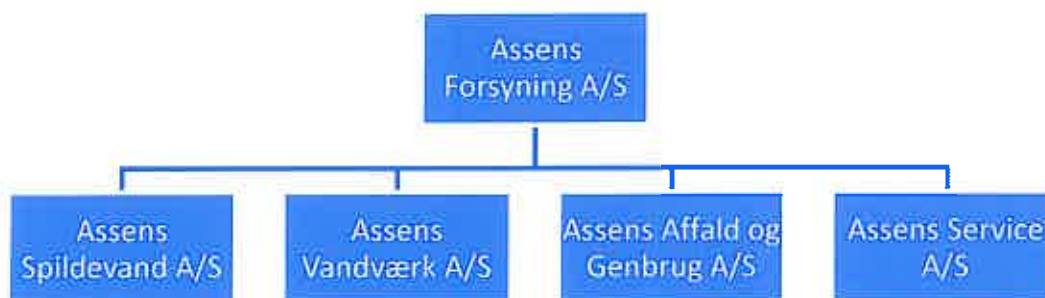 Assens
Forsyning A/S
Assens
Spildevand A/S
Assens
Vandværk A/S
Assens Affald og
Genbrug A/S
Assens Service
A/S